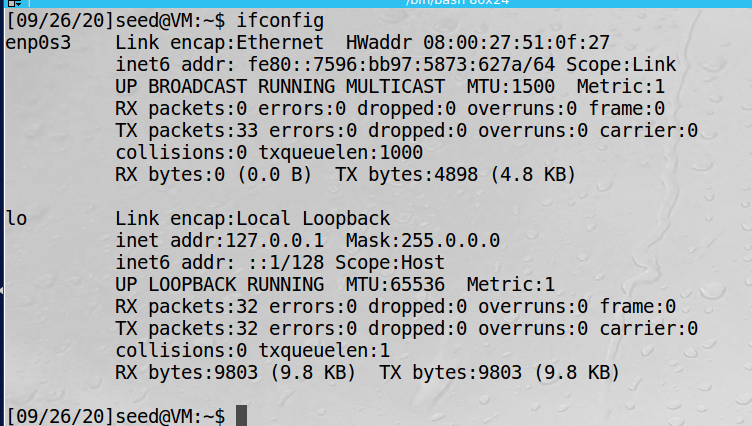 /bin/bash 80x24
[09/26/20]seed@VM:~$ ifconfig
enp0s3    Link encap:Ethernet  HWaddr 08:00:27:51:0f:27
          inet6 addr: fe80::7596:bb97:5873:627a/64 Scope:Link
          UP BROADCAST RUNNING MULTICAST  MTU:1500  Metric:1
          RX packets:0 errors:0 dropped:0 overruns:0 frame:0
          TX packets:33 errors:0 dropped:0 overruns:0 carrier:0
          collisions:0 txqueuelen:1000
          RX bytes:0 (0.0 B)  TX bytes:4898 (4.8 KB)

lo        Link encap:Local Loopback
          inet addr:127.0.0.1  Mask:255.0.0.0
          inet6 addr: ::1/128 Scope:Host
          UP LOOPBACK RUNNING  MTU:65536  Metric:1
          RX packets:32 errors:0 dropped:0 overruns:0 frame:0
          TX packets:32 errors:0 dropped:0 overruns:0 carrier:0
          collisions:0 txqueuelen:1
          RX bytes:9803 (9.8 KB)  TX bytes:9803 (9.8 KB)

[09/26/20]seed@VM:~$